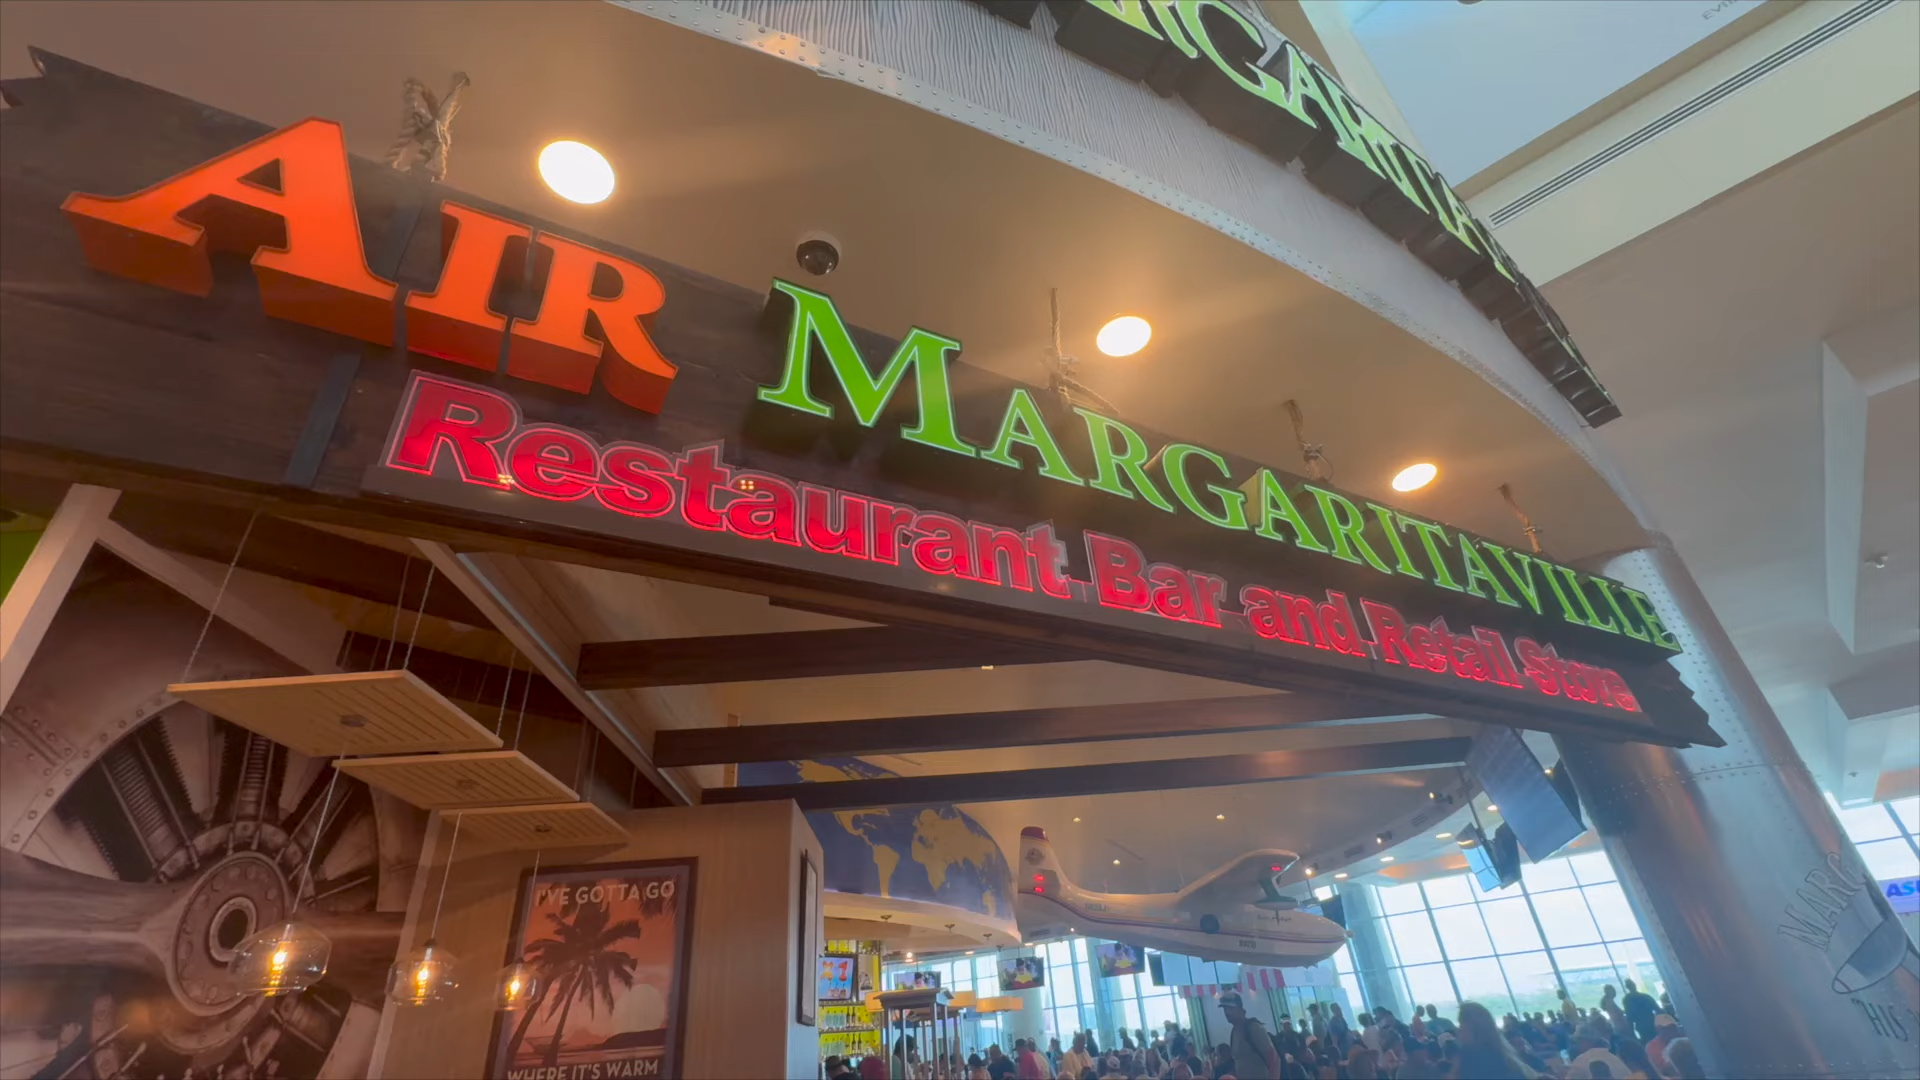 AIR MARGARITAVILLE
Restaurant Bar and Retail Store
I'VE GOTTA GO
WHERE IT'S WARM